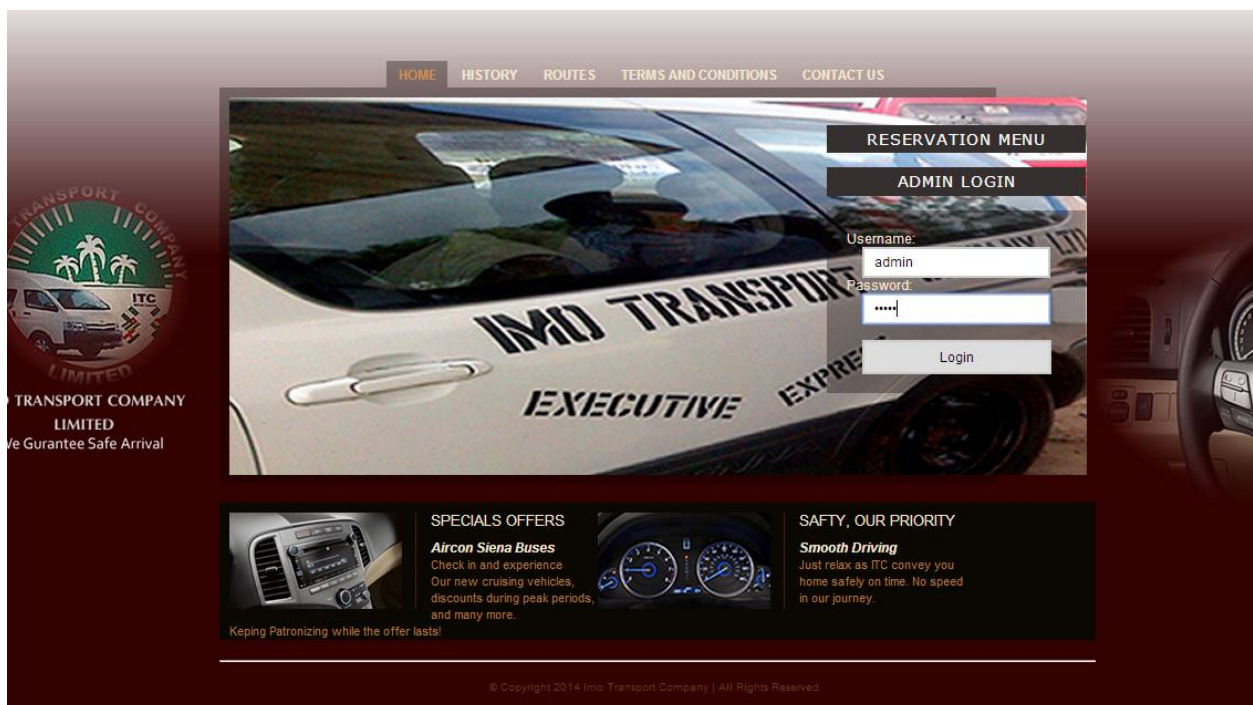 HOME HISTORY ROUTES TERMS AND CONDITIONS CONTACT US
RESERVATION MENU
ADMIN LOGIN
Username:
admin
Password:
•••••
Login
IMO TRANSPORT COMPANY LTD
EXECUTIVE EXPRESS
TRANSPORT COMPANY
ITC
LIMITED
TRANSPORT COMPANY
LIMITED
We Gurantee Safe Arrival
SPECIALS OFFERS
Aircon Siena Buses
Check in and experience
Our new cruising vehicles,
discounts during peak periods,
and many more.
Keping Patronizing while the offer lasts!
SAFTY, OUR PRIORITY
Smooth Driving
Just relax as ITC convey you
home safely on time. No speed
in our journey.
© Copyright 2014 Imo Transport Company | All Rights Reserved.